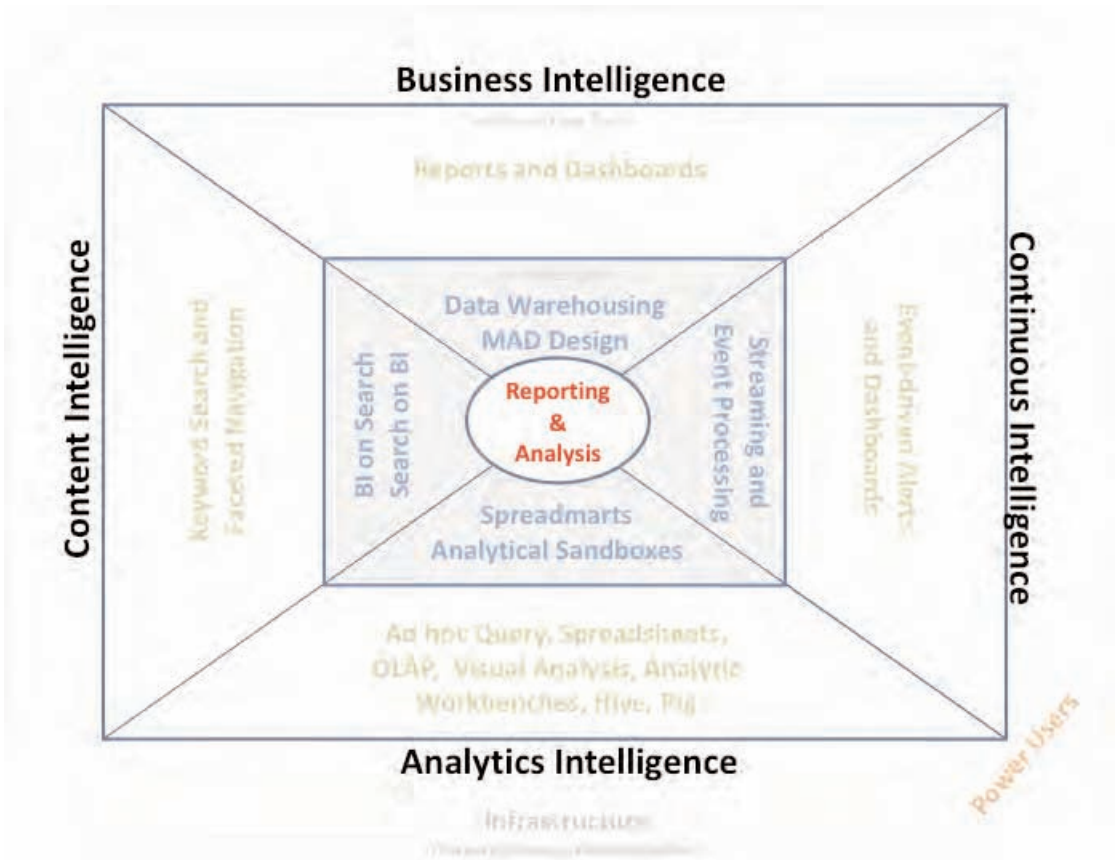 Business Intelligence
Reports and Dashboards
Content Intelligence
Keyword Search and
Faceted Navigation
BI on Search
Search on BI
Data Warehousing
MAD Design
Reporting
&
Analysis
Streaming and
Event Processing
Event-driven Alerts
and Dashboards
Continuous Intelligence
Spreadmarts
Analytical Sandboxes
Ad hoc Query, Spreadsheets,
OLAP, Visual Analysis, Analytic
Workbenches, Hive, Pig
Analytics Intelligence
Power Users
Infrastructure